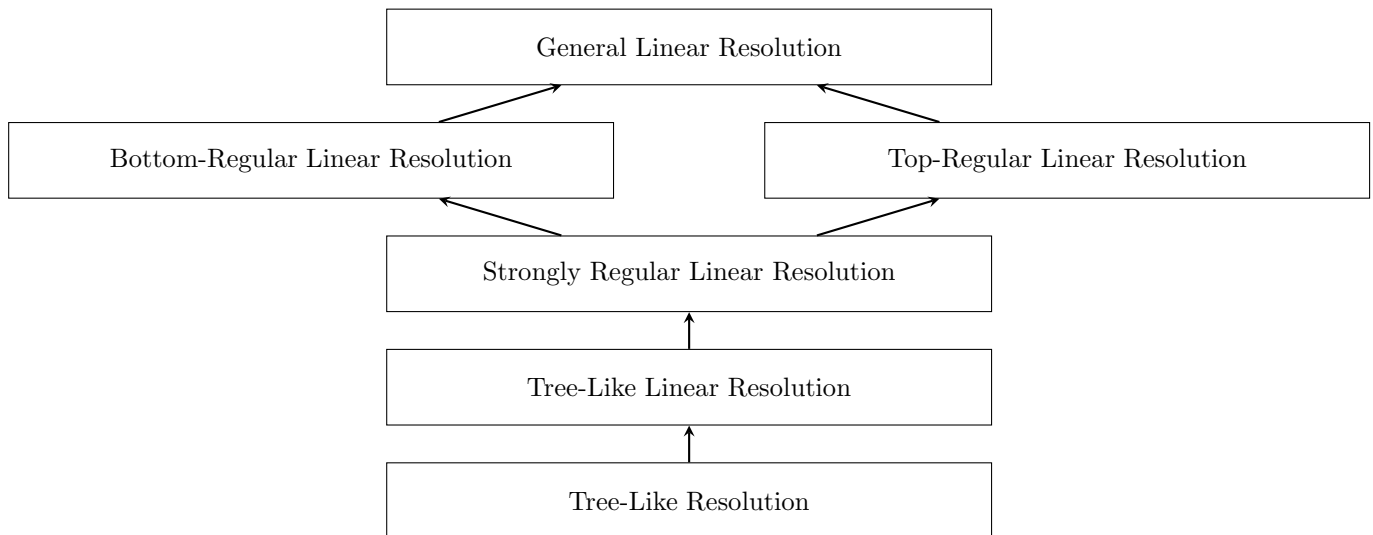 General Linear Resolution
Bottom-Regular Linear Resolution
Top-Regular Linear Resolution
Strongly Regular Linear Resolution
Tree-Like Linear Resolution
Tree-Like Resolution